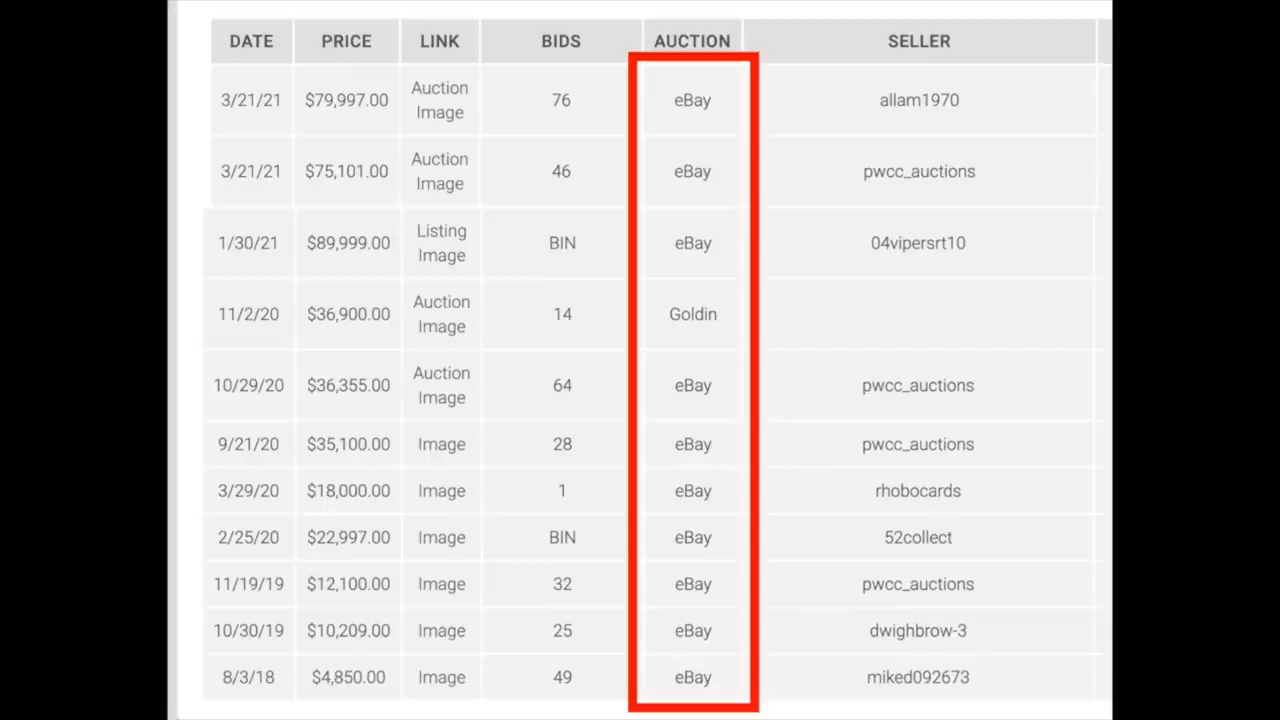 DATE PRICE LINK BIDS AUCTION SELLER
3/21/21 $79,997.00 Auction Image 76 eBay allam1970
3/21/21 $75,101.00 Auction Image 46 eBay pwcc_auctions
1/30/21 $89,999.00 Listing Image BIN eBay 04vipersrt10
11/2/20 $36,900.00 Auction Image 14 Goldin
10/29/20 $36,355.00 Auction Image 64 eBay pwcc_auctions
9/21/20 $35,100.00 Image 28 eBay pwcc_auctions
3/29/20 $18,000.00 Image 1 eBay rhobocards
2/25/20 $22,997.00 Image BIN eBay 52collect
11/19/19 $12,100.00 Image 32 eBay pwcc_auctions
10/30/19 $10,209.00 Image 25 eBay dwighbrow-3
8/3/18 $4,850.00 Image 49 eBay miked092673